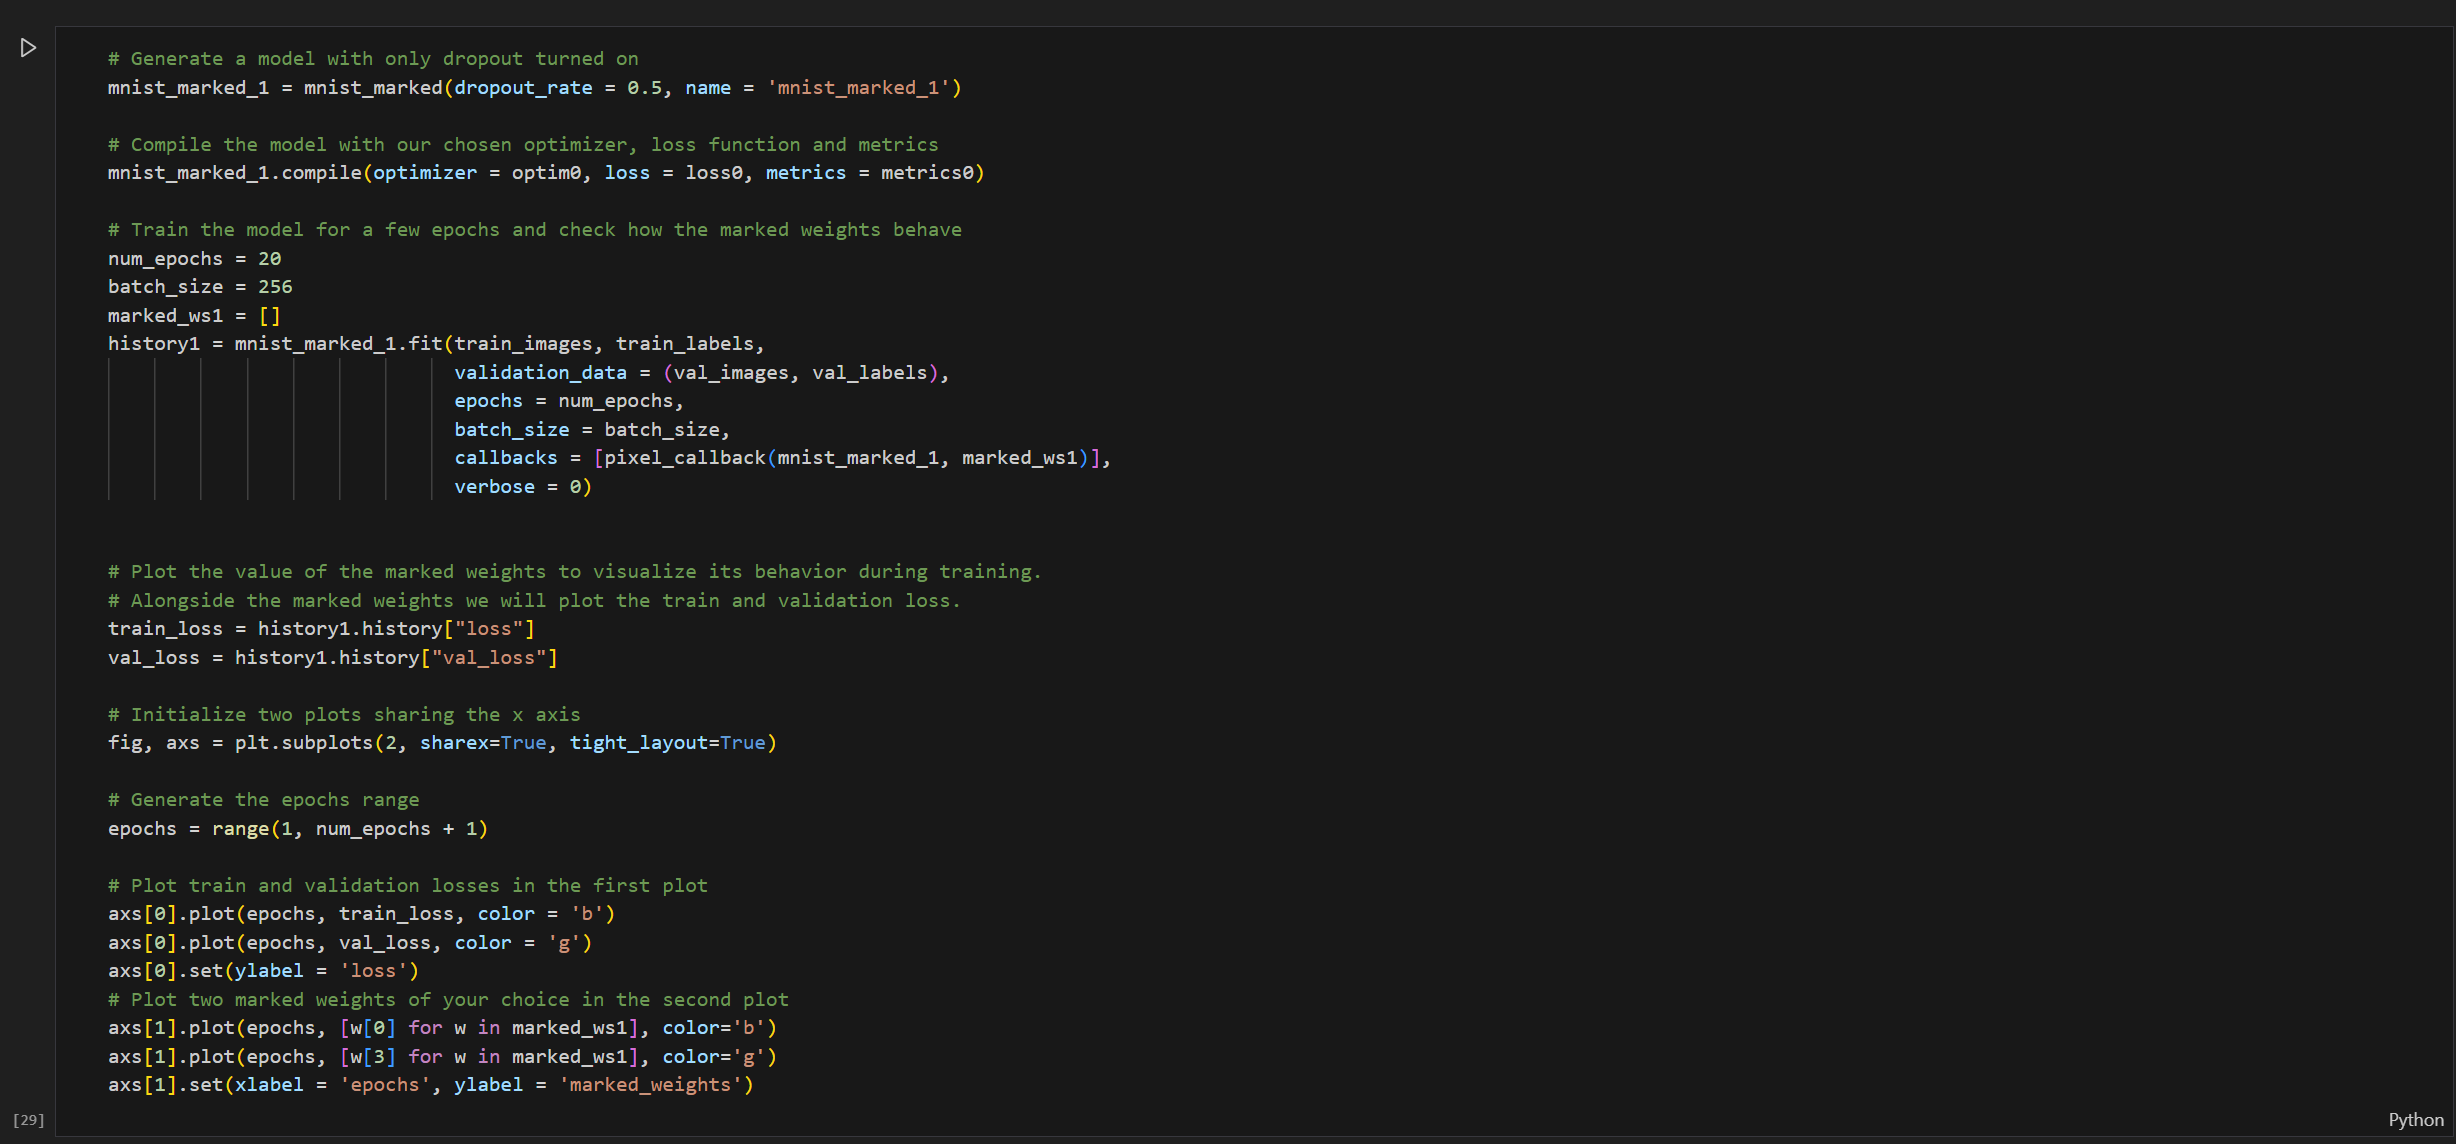 # Generate a model with only dropout turned on
mnist_marked_1 = mnist_marked(dropout_rate = 0.5, name = 'mnist_marked_1')
# Compile the model with our chosen optimizer, loss function and metrics
mnist_marked_1.compile(optimizer = optim0, loss = loss0, metrics = metrics0)
# Train the model for a few epochs and check how the marked weights behave
num_epochs = 20
batch_size = 256
marked_ws1 = []
history1 = mnist_marked_1.fit(train_images, train_labels,
validation_data = (val_images, val_labels),
epochs = num_epochs,
batch_size = batch_size,
callbacks = [pixel_callback(mnist_marked_1, marked_ws1)],
verbose = 0)
# Plot the value of the marked weights to visualize its behavior during training.
# Alongside the marked weights we will plot the train and validation loss.
train_loss = history1.history["loss"]
val_loss = history1.history["val_loss"]
# Initialize two plots sharing the x axis
fig, axs = plt.subplots(2, sharex=True, tight_layout=True)
# Generate the epochs range
epochs = range(1, num_epochs + 1)
# Plot train and validation losses in the first plot
axs[0].plot(epochs, train_loss, color = 'b')
axs[0].plot(epochs, val_loss, color = 'g')
axs[0].set(ylabel = 'loss')
# Plot two marked weights of your choice in the second plot
axs[1].plot(epochs, [w[0] for w in marked_ws1], color='b')
axs[1].plot(epochs, [w[3] for w in marked_ws1], color='g')
axs[1].set(xlabel = 'epochs', ylabel = 'marked_weights')
[29]
Python